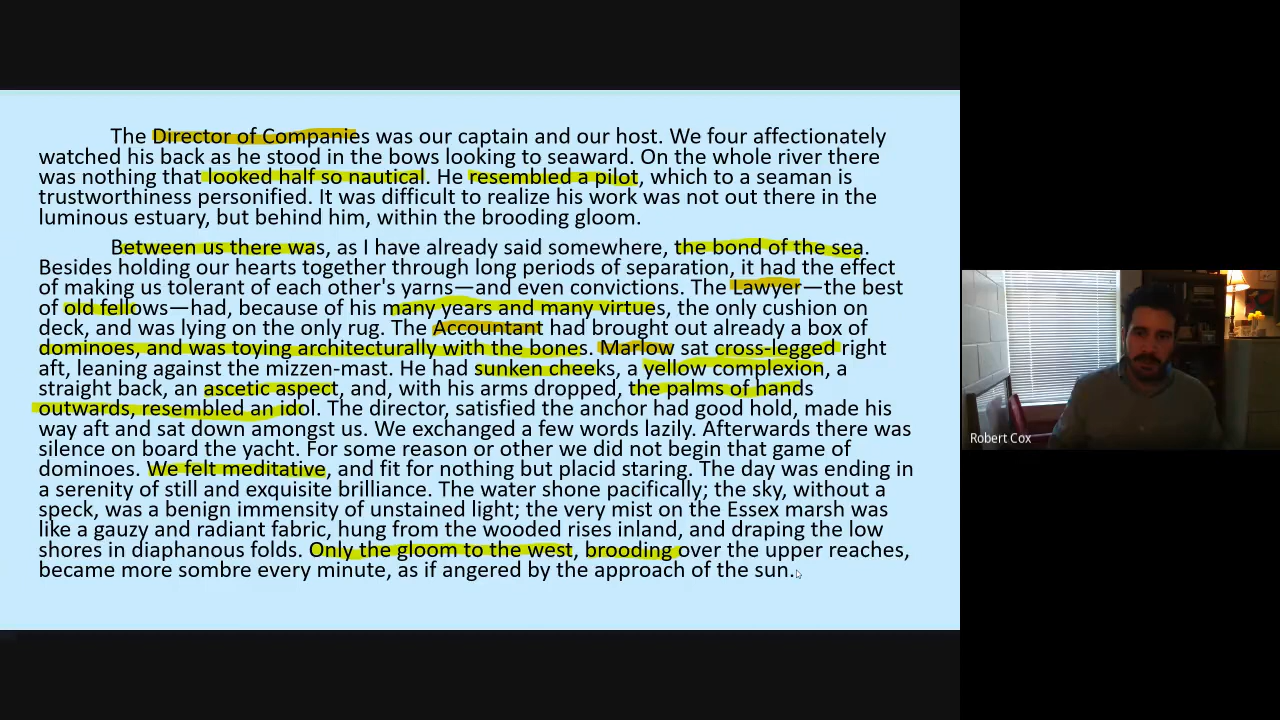 The Director of Companies was our captain and our host. We four affectionately
watched his back as he stood in the bows looking to seaward. On the whole river there
was nothing that looked half so nautical. He resembled a pilot, which to a seaman is
trustworthiness personified. It was difficult to realize his work was not out there in the
luminous estuary, but behind him, within the brooding gloom.
Between us there was, as I have already said somewhere, the bond of the sea.
Besides holding our hearts together through long periods of separation, it had the effect
of making us tolerant of each other's yarns—and even convictions. The Lawyer—the best
of old fellows—had, because of his many years and many virtues, the only cushion on
deck, and was lying on the only rug. The Accountant had brought out already a box of
dominoes, and was toying architecturally with the bones. Marlow sat cross-legged right
aft, leaning against the mizzen-mast. He had sunken cheeks, a yellow complexion, a
straight back, an ascetic aspect, and, with his arms dropped, the palms of hands
outwards, resembled an idol. The director, satisfied the anchor had good hold, made his
way aft and sat down amongst us. We exchanged a few words lazily. Afterwards there was
silence on board the yacht. For some reason or other we did not begin that game of
dominoes. We felt meditative, and fit for nothing but placid staring. The day was ending in
a serenity of still and exquisite brilliance. The water shone pacifically; the sky, without a
speck, was a benign immensity of unstained light; the very mist on the Essex marsh was
like a gauzy and radiant fabric, hung from the wooded rises inland, and draping the low
shores in diaphanous folds. Only the gloom to the west, brooding over the upper reaches,
became more sombre every minute, as if angered by the approach of the sun.
Robert Cox